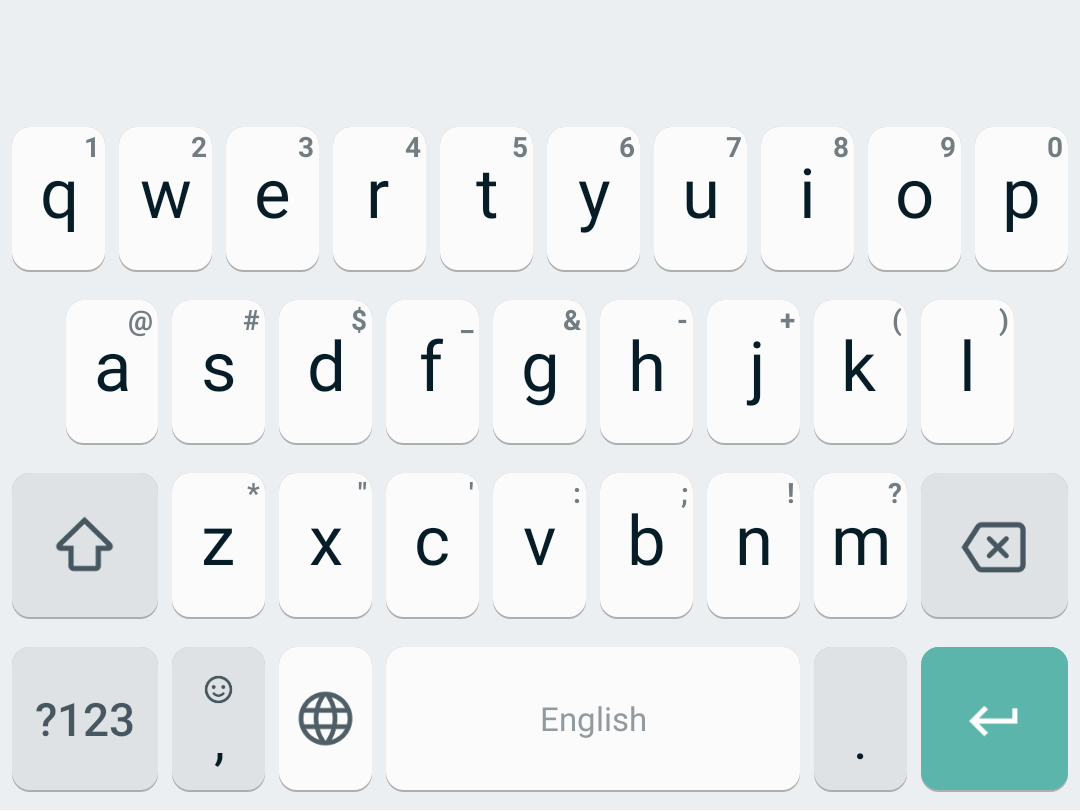 1 2 3 4 5 6 7 8 9 0
q w e r t y u i o p
@ # $ _ & - + ( )
a s d f g h j k l
* " ' : ; ! ?
z x c v b n m
?123 , English .